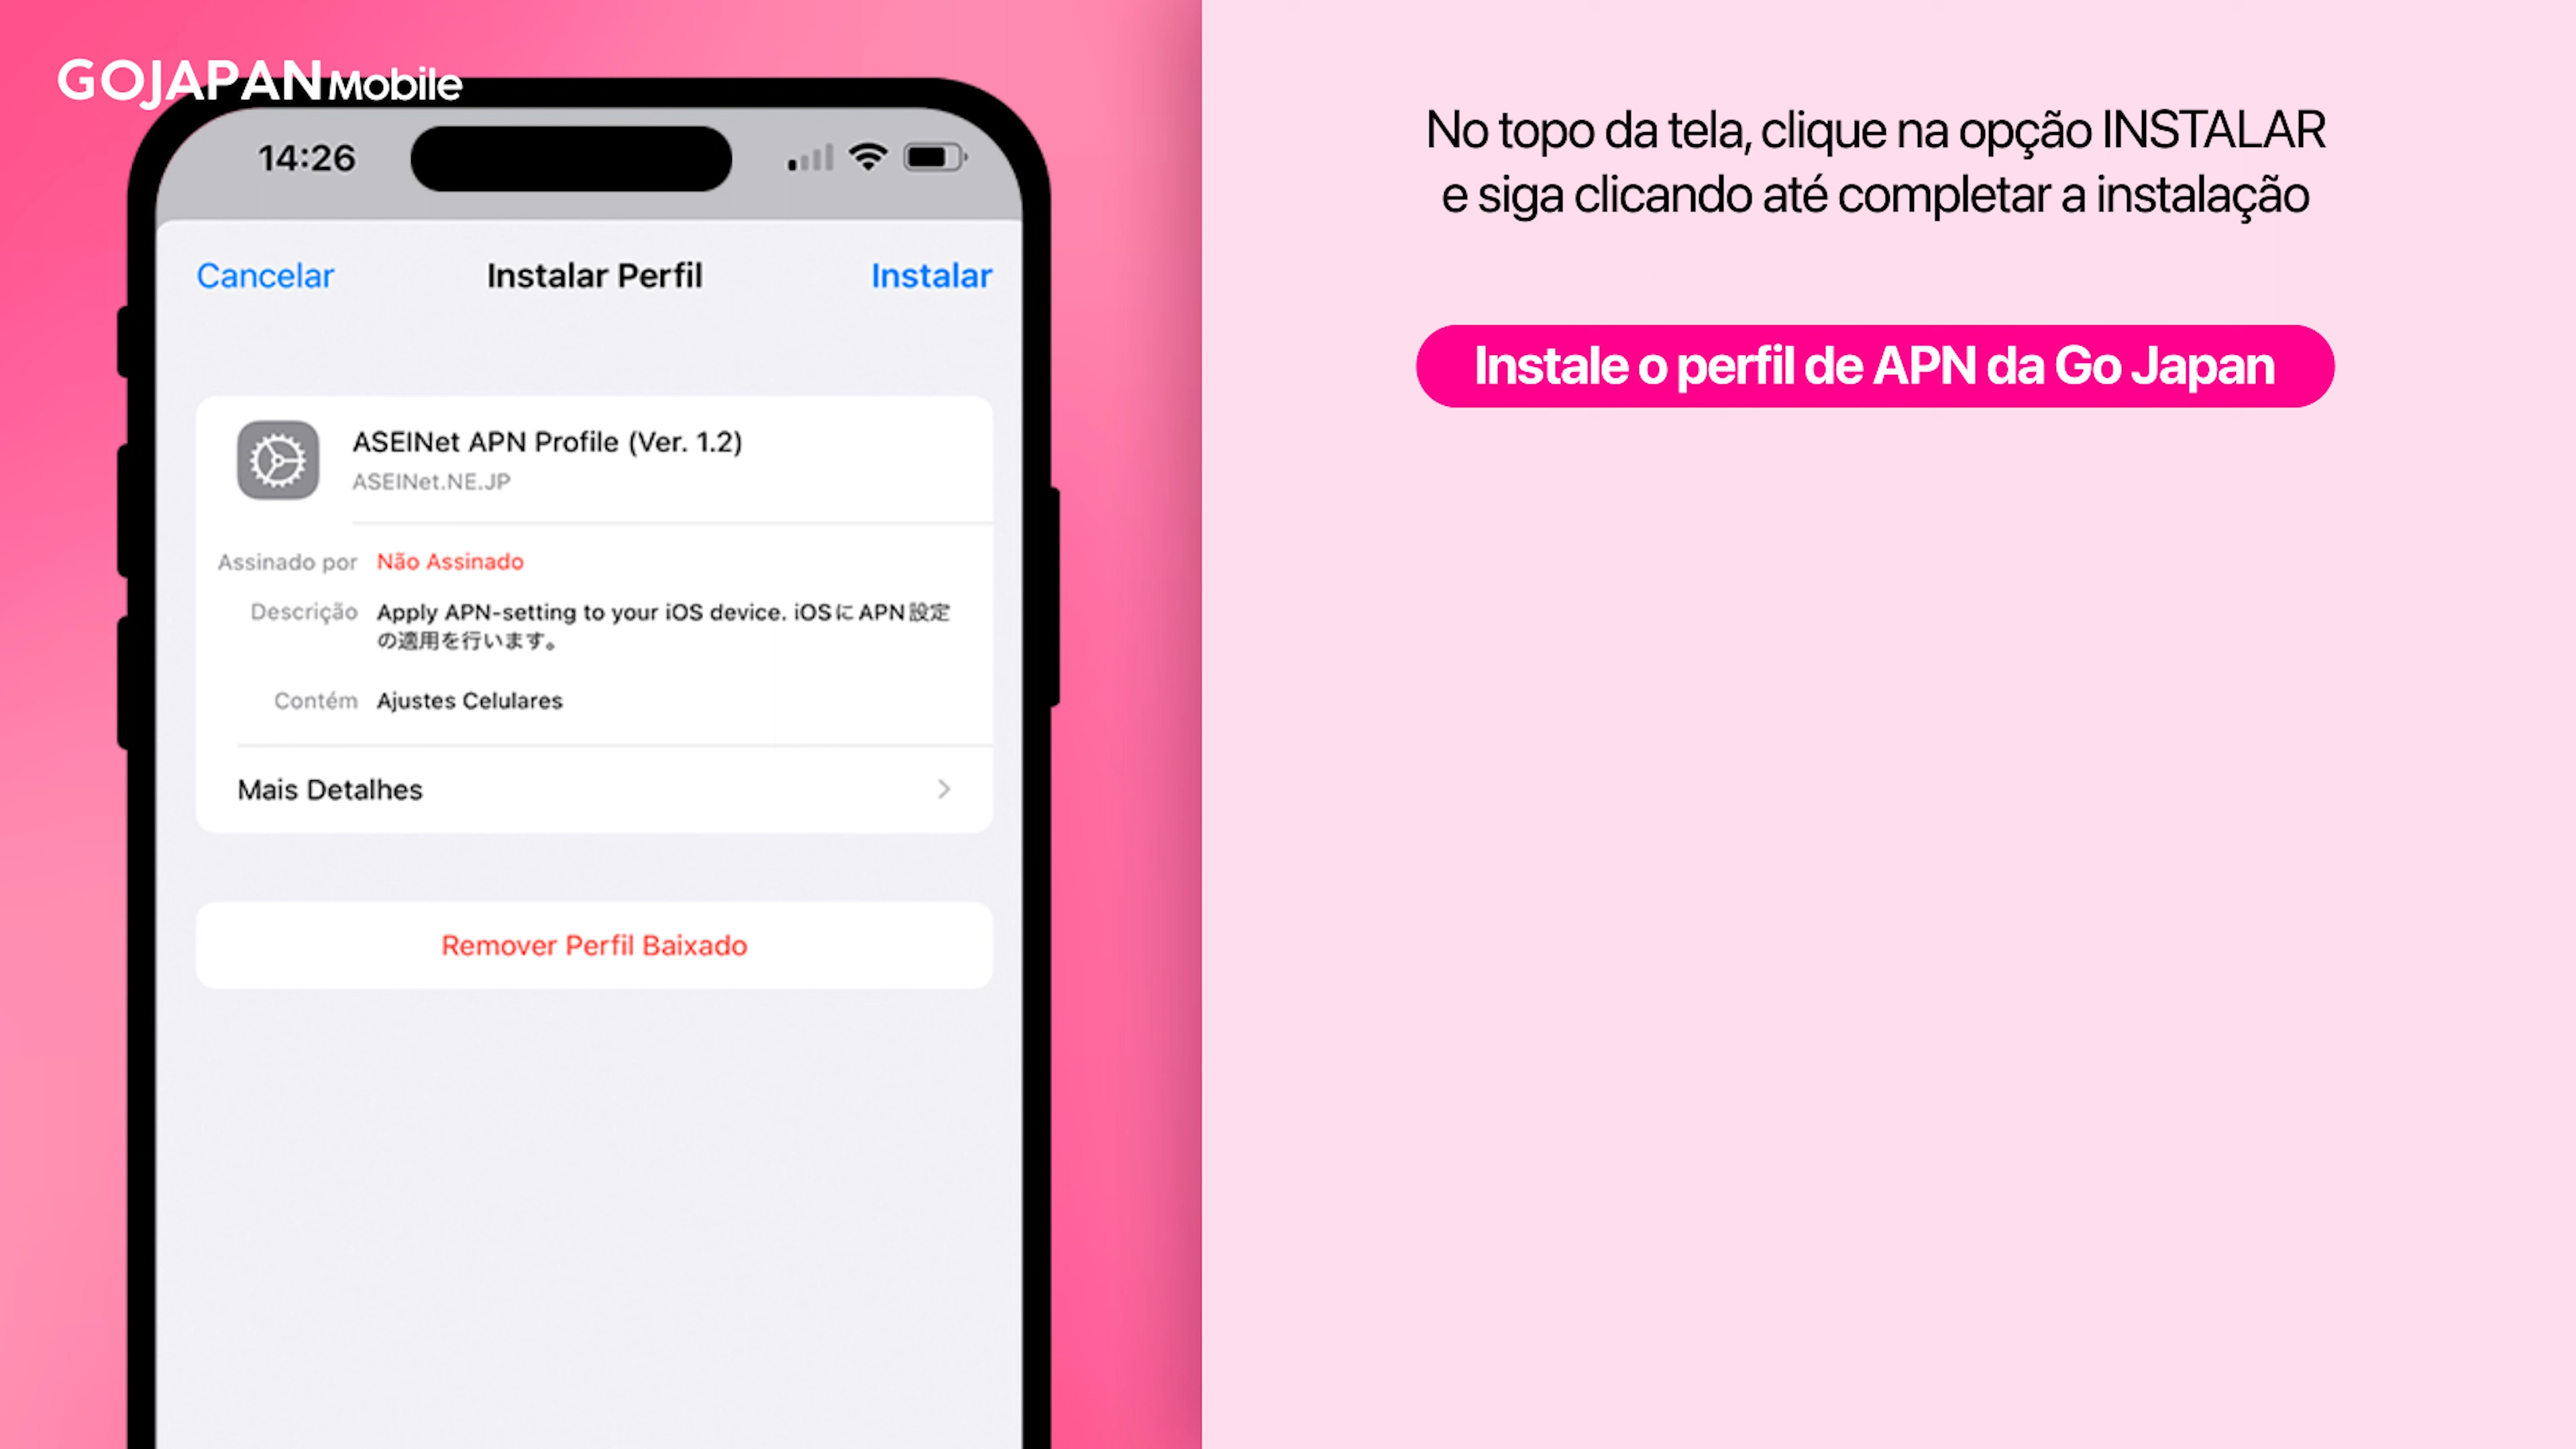 GOJAPAN Mobile
14:26
Cancelar
Instalar Perfil
Instalar
ASEINet APN Profile (Ver. 1.2)
ASEINet.NE.JP
Assinado por Não Assinado
Descrição Apply APN-setting to your iOS device. iOSにAPN設定
の適用を行います。
Contém Ajustes Celulares
Mais Detalhes
Remover Perfil Baixado
No topo da tela, clique na opção INSTALAR
e siga clicando até completar a instalação
Instale o perfil de APN da Go Japan